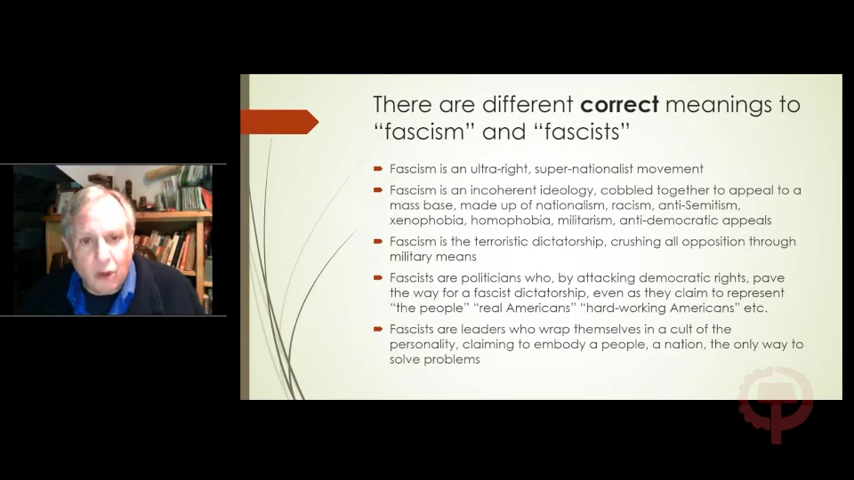 There are different correct meanings to
“fascism” and “fascists”
Fascism is an ultra-right, super-nationalist movement
Fascism is an incoherent ideology, cobbled together to appeal to a
mass base, made up of nationalism, racism, anti-Semitism,
xenophobia, homophobia, militarism, anti-democratic appeals
Fascism is the terroristic dictatorship, crushing all opposition through
military means
Fascists are politicians who, by attacking democratic rights, pave
the way for a fascist dictatorship, even as they claim to represent
“the people” “real Americans” “hard-working Americans” etc.
Fascists are leaders who wrap themselves in a cult of the
personality, claiming to embody a people, a nation, the only way to
solve problems